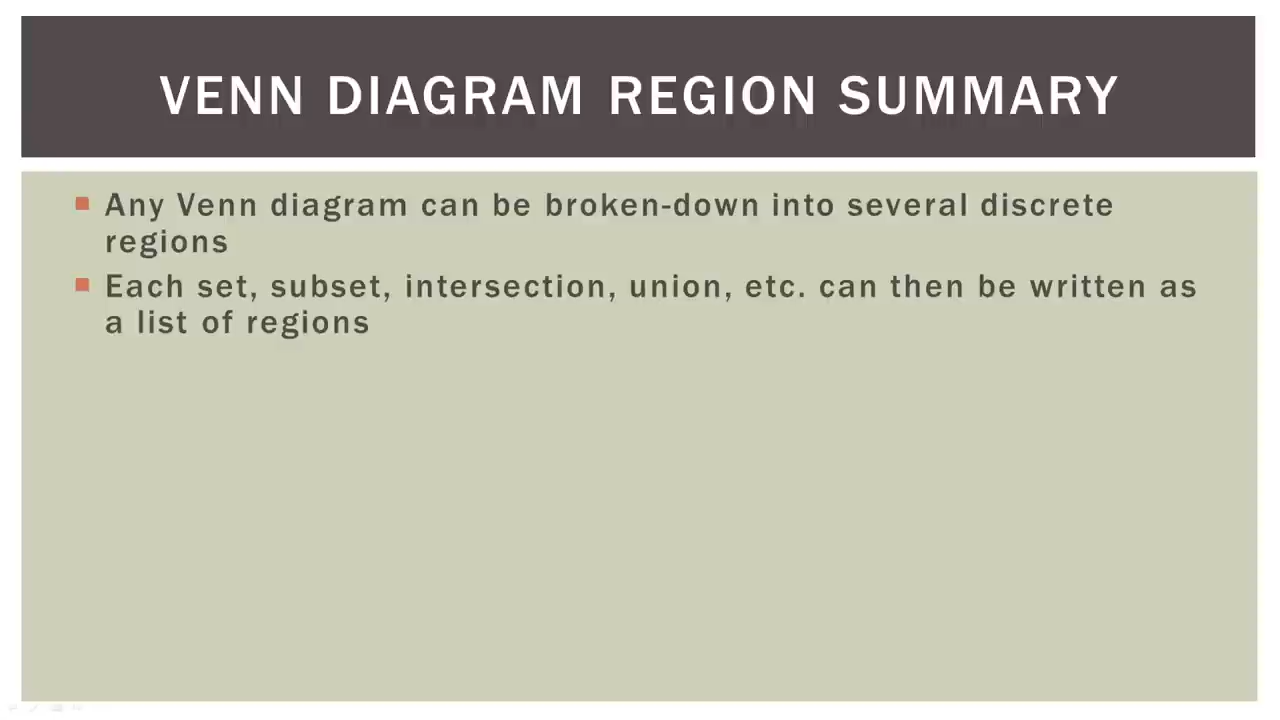 VENN DIAGRAM REGION SUMMARY
Any Venn diagram can be broken-down into several discrete
regions
Each set, subset, intersection, union, etc. can then be written as
a list of regions